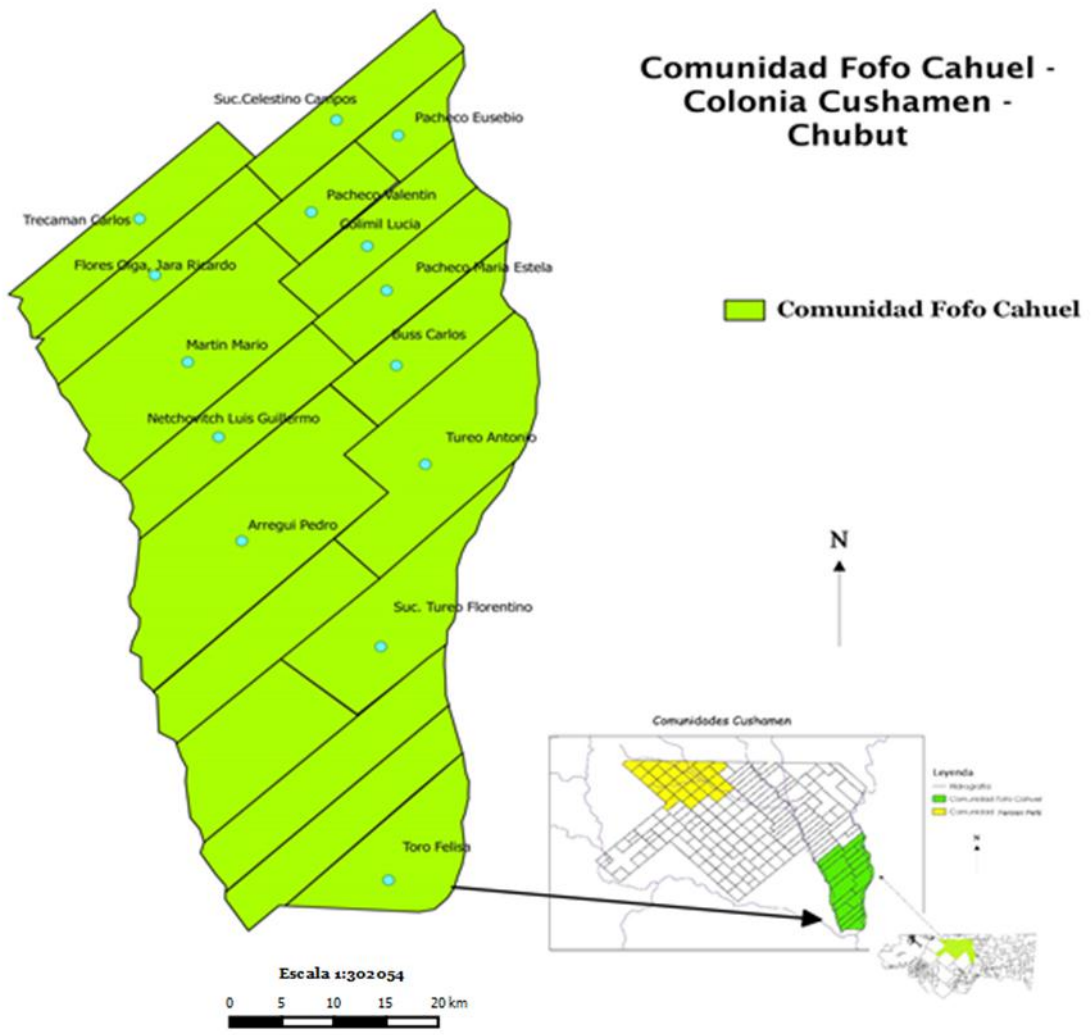 Comunidad Fofo Cahuel -
Colonia Cushamen -
Chubut
Suc.Celestino Campos
Pacheco Eusebio
Pacheco Valentin
Trecaman Carlos
Colimil Lucia
Flores Olga, Jara Ricardo
Pacheco Maria Estela
Comunidad Fofo Cahuel
Buss Carlos
Martin Mario
Netchovitch Luis Guillermo
Tureo Antonio
Arregui Pedro
N
Suc. Tureo Florentino
Comunidades Cushamen
Leyenda
Hidrografia
Comunidad Fofo Cahuel
Comunidad
N
Toro Felisa
Escala 1:302054
0 5 10 15 20 km